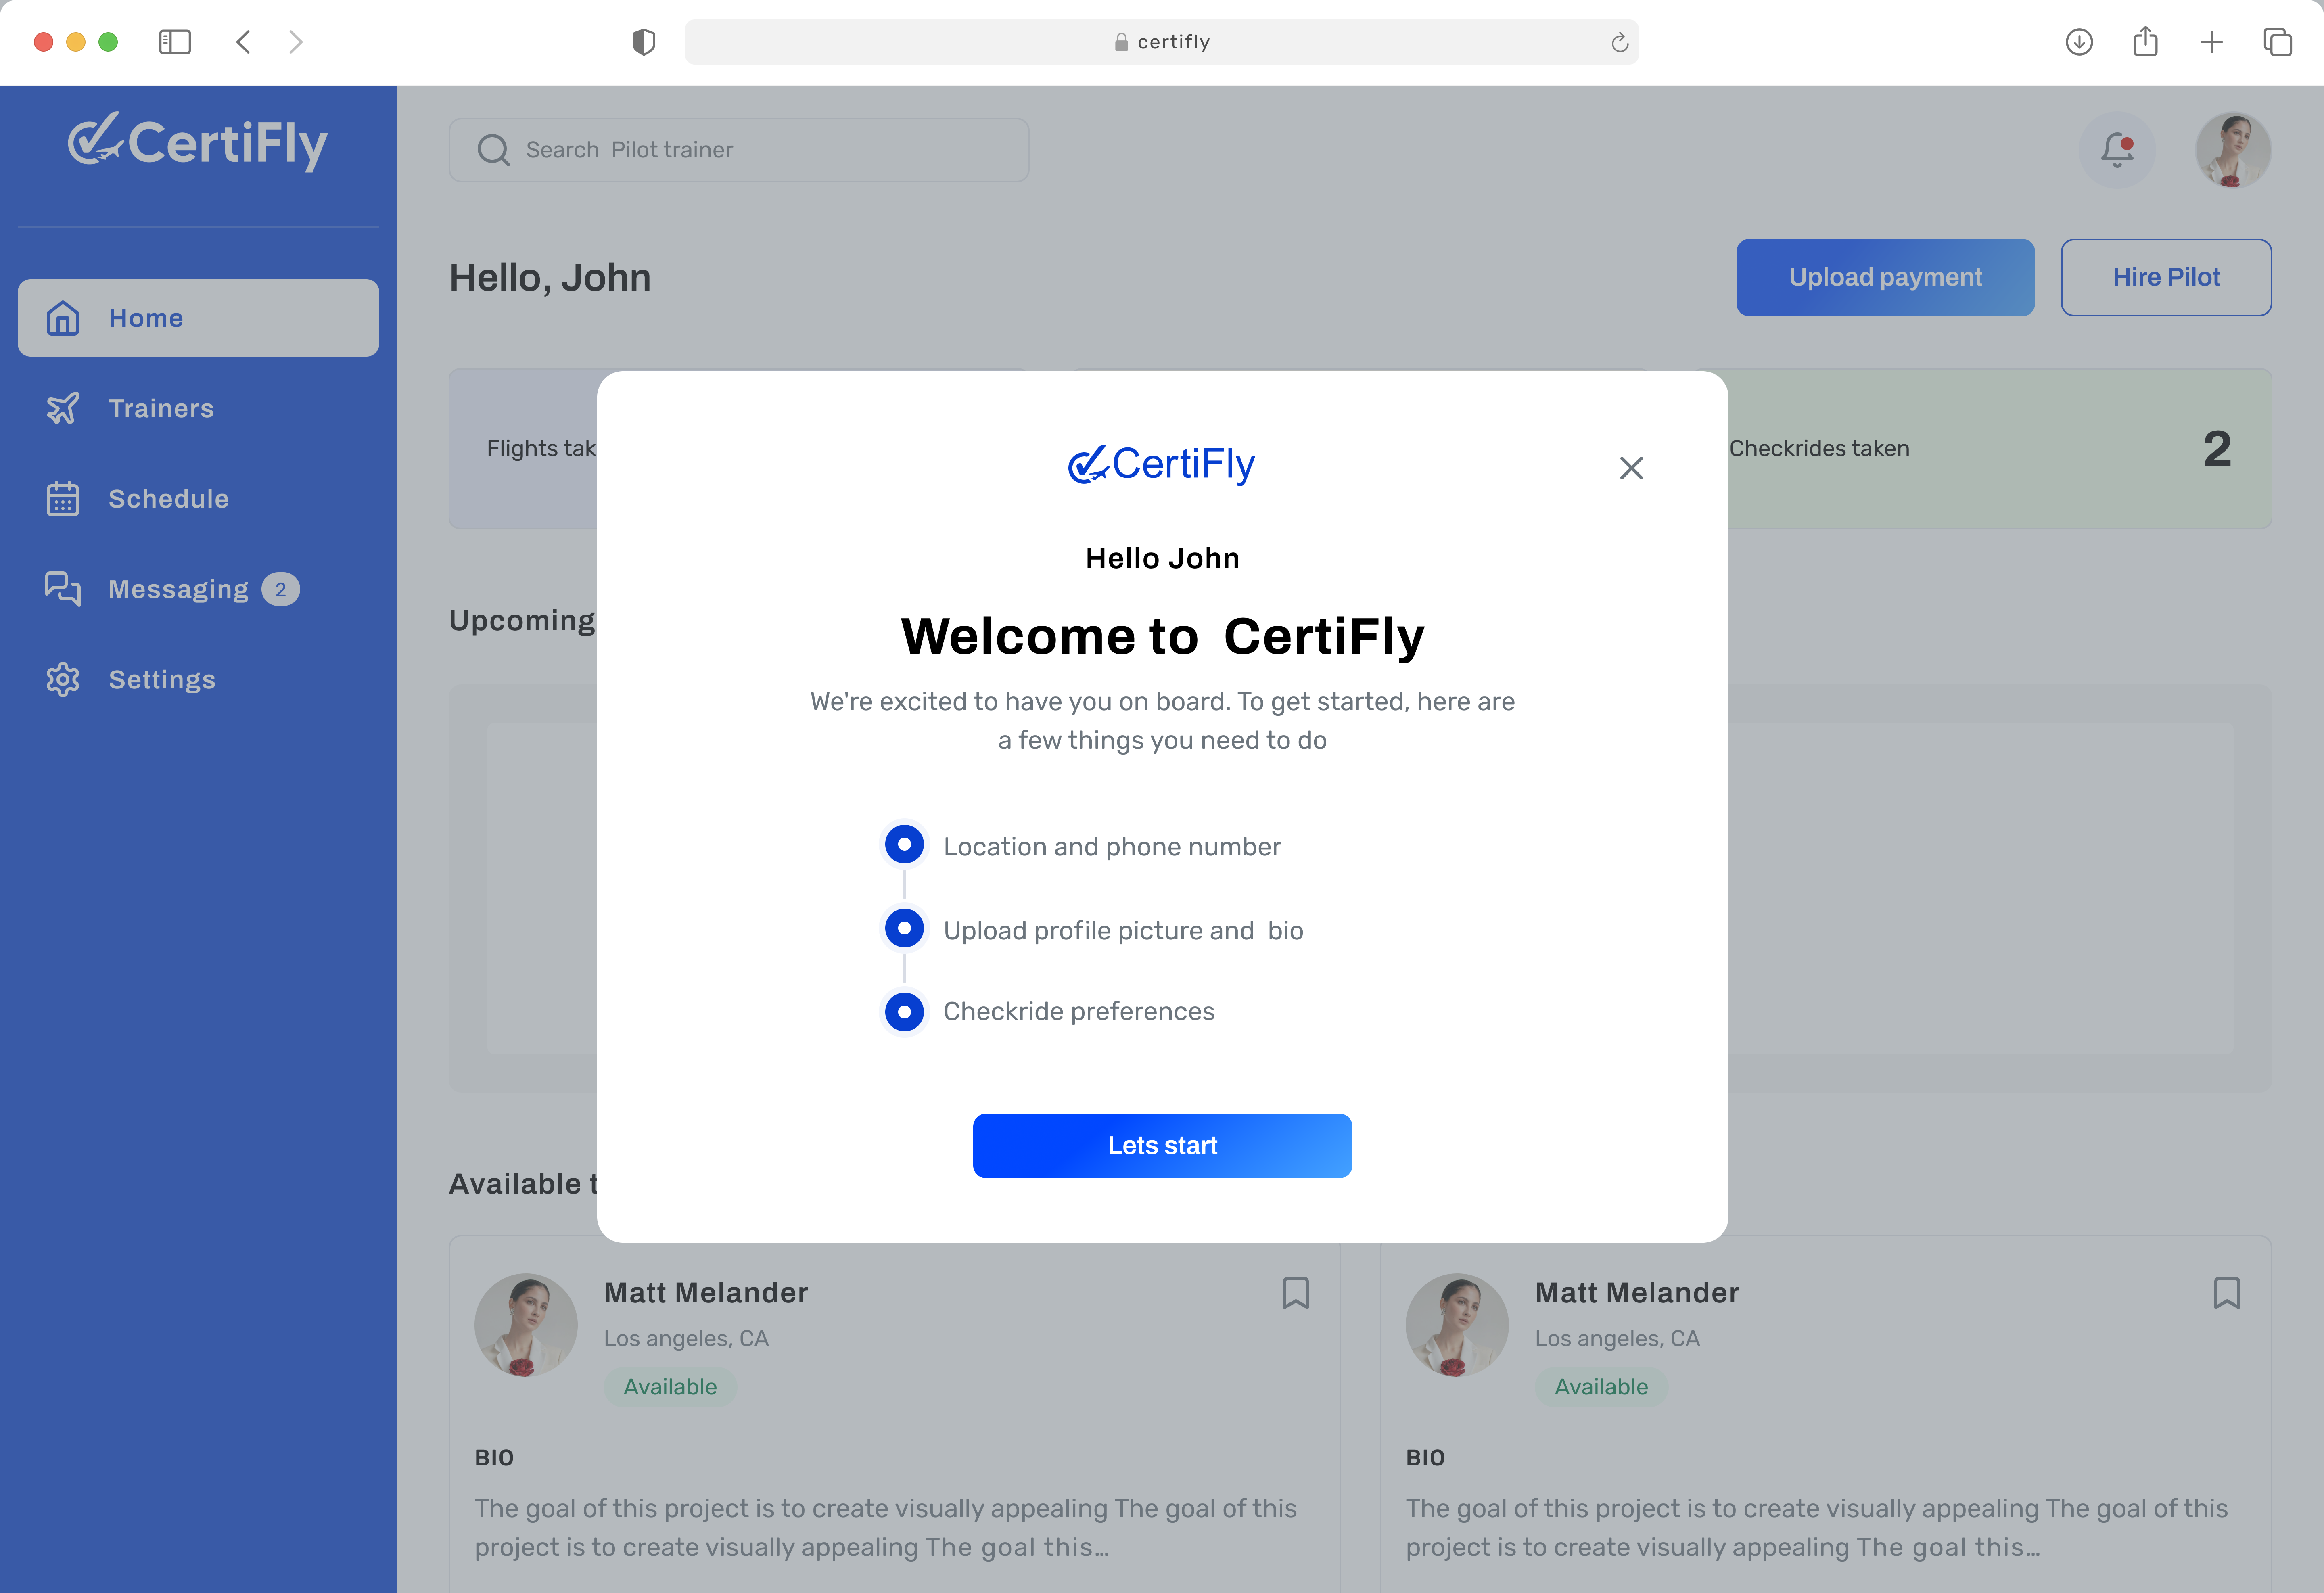 certifly
CertiFly
Search  Pilot trainer
Hello, John
Upload payment
Hire Pilot
Home
Trainers
Schedule
Messaging 2
Settings
Flights tak
Checkrides taken
2
Upcoming
Available t
CertiFly
Hello John
Welcome to  CertiFly
We're excited to have you on board. To get started, here are
a few things you need to do
Location and phone number
Upload profile picture and  bio
Checkride preferences
Lets start
Matt Melander
Los angeles, CA
Available
BIO
The goal of this project is to create visually appealing The goal of this
project is to create visually appealing The goal this...
Matt Melander
Los angeles, CA
Available
BIO
The goal of this project is to create visually appealing The goal of this
project is to create visually appealing The goal this...